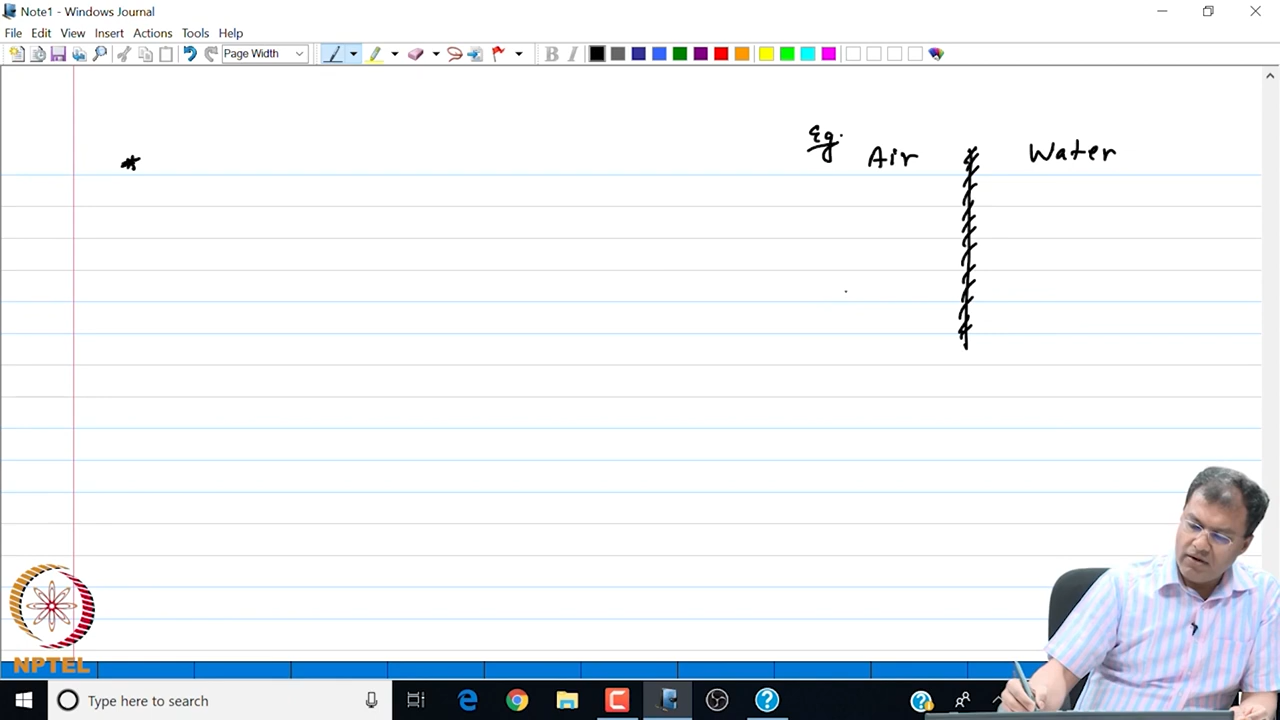 Note1 - Windows Journal
File Edit View Insert Actions Tools Help
Page Width
B I
Eg.
Air Water
*
NPTEL
Type here to search